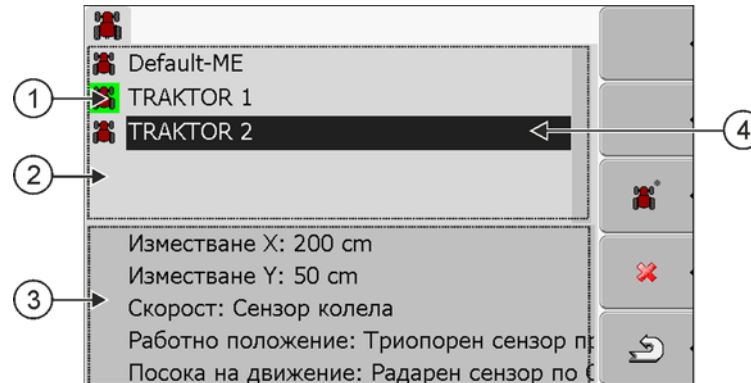 Default-ME
1
TRAKTOR 1
TRAKTOR 2
4
2
Изместване X: 200 cm
Изместване Y: 50 cm
3
Скорост: Сензор колела
Работно положение: Триопорен сензор
Посока на движение: Радарен сензор по